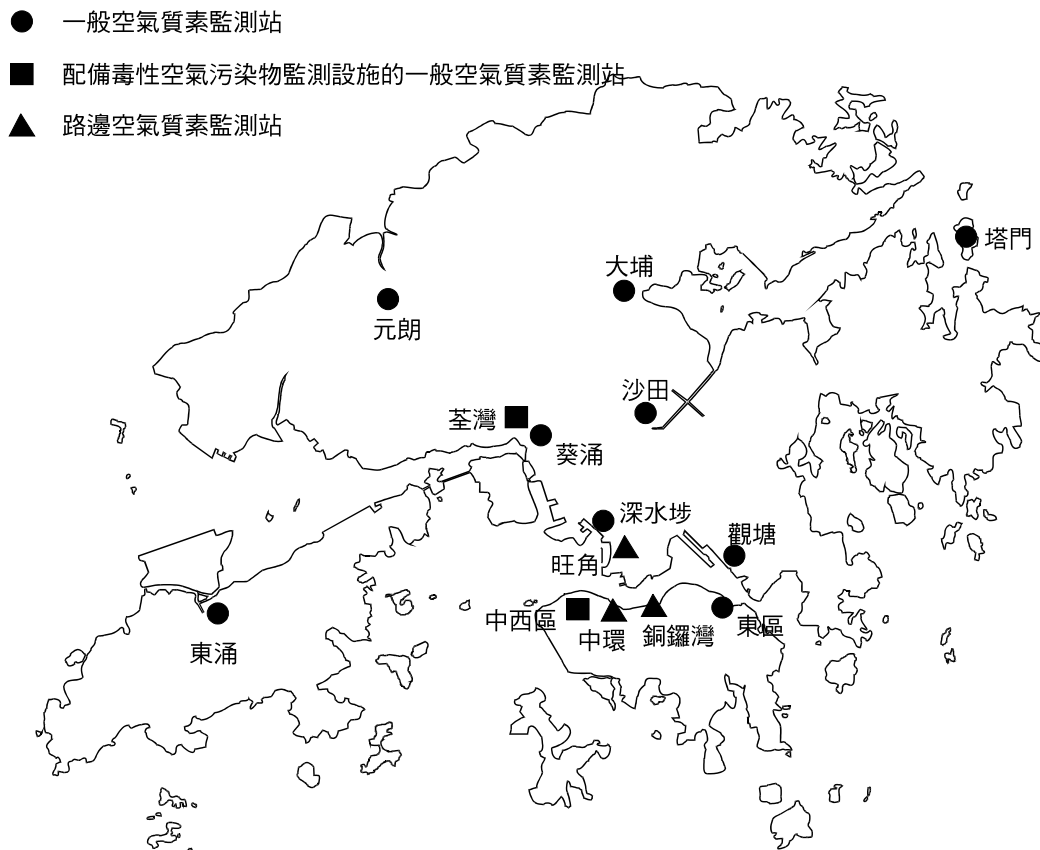 一般空氣質素監測站
配備毒性空氣污染物監測設施的一般空氣質素監測站
路邊空氣質素監測站
塔門
大埔
元朗
沙田
荃灣
葵涌
深水埗
觀塘
旺角
中西區
中環
銅鑼灣
東區
東涌